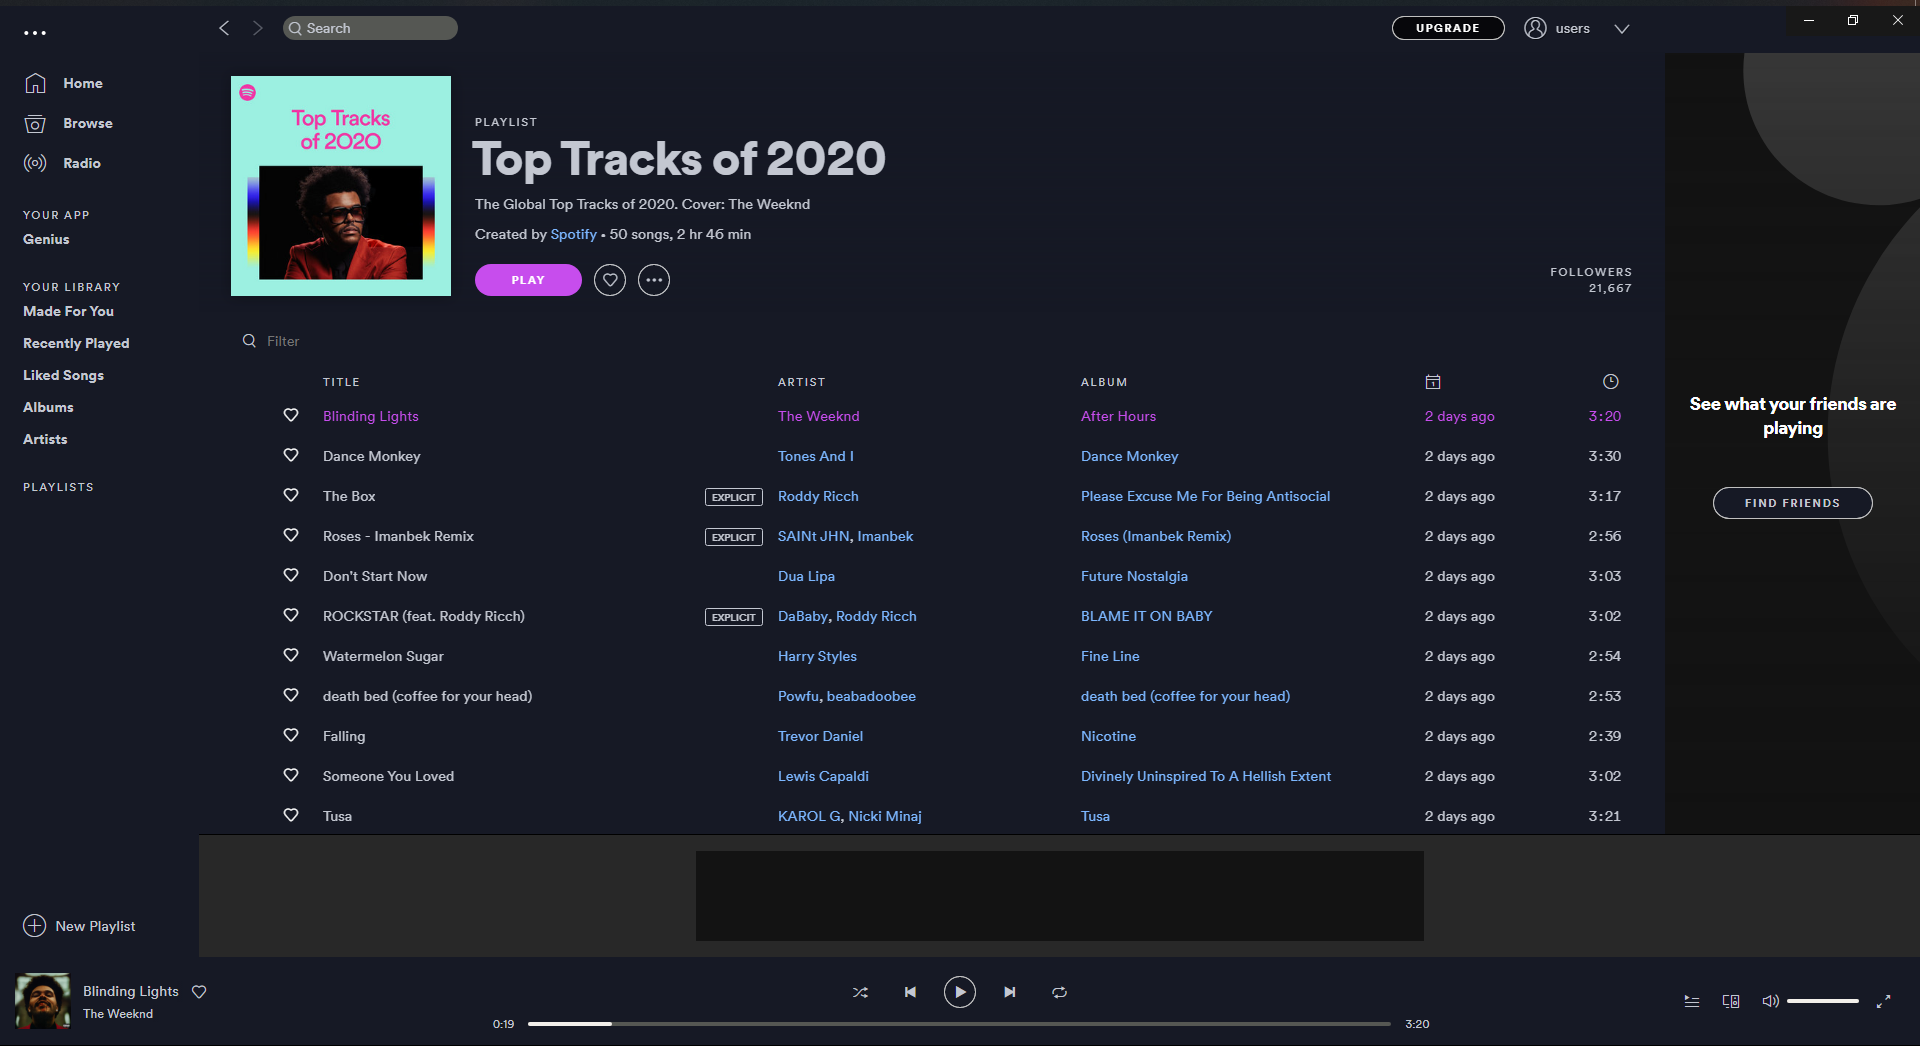 Search
UPGRADE
users
Home
Browse
Radio
YOUR APP
Genius
YOUR LIBRARY
Made For You
Recently Played
Liked Songs
Albums
Artists
PLAYLISTS
New Playlist
Top Tracks
of 2020
PLAYLIST
Top Tracks of 2020
The Global Top Tracks of 2020. Cover: The Weeknd
Created by Spotify • 50 songs, 2 hr 46 min
PLAY
FOLLOWERS
21,667
Filter
TITLE ARTIST ALBUM
Blinding Lights The Weeknd After Hours 2 days ago 3:20
Dance Monkey Tones And I Dance Monkey 2 days ago 3:30
The Box EXPLICIT Roddy Ricch Please Excuse Me For Being Antisocial 2 days ago 3:17
Roses - Imanbek Remix EXPLICIT SAINt JHN, Imanbek Roses (Imanbek Remix) 2 days ago 2:56
Don't Start Now Dua Lipa Future Nostalgia 2 days ago 3:03
ROCKSTAR (feat. Roddy Ricch) EXPLICIT DaBaby, Roddy Ricch BLAME IT ON BABY 2 days ago 3:02
Watermelon Sugar Harry Styles Fine Line 2 days ago 2:54
death bed (coffee for your head) Powfu, beabadoobee death bed (coffee for your head) 2 days ago 2:53
Falling Trevor Daniel Nicotine 2 days ago 2:39
Someone You Loved Lewis Capaldi Divinely Uninspired To A Hellish Extent 2 days ago 3:02
Tusa KAROL G, Nicki Minaj Tusa 2 days ago 3:21
See what your friends are
playing
FIND FRIENDS
Blinding Lights
The Weeknd
0:19
3:20